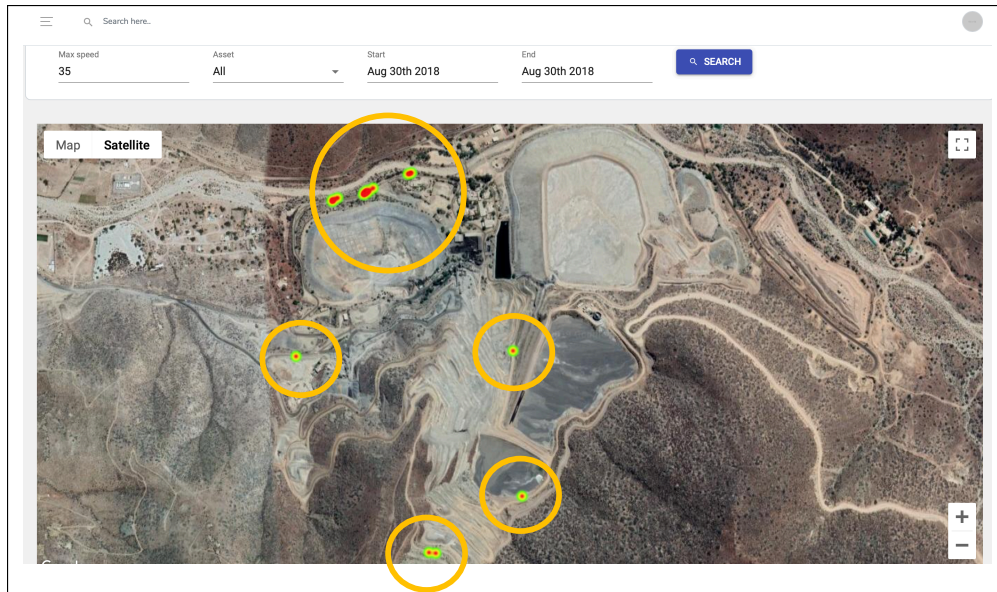 Search here..
Max speed
Asset
Start
End
35
All
Aug 30th 2018
Aug 30th 2018
SEARCH
Map
Satellite